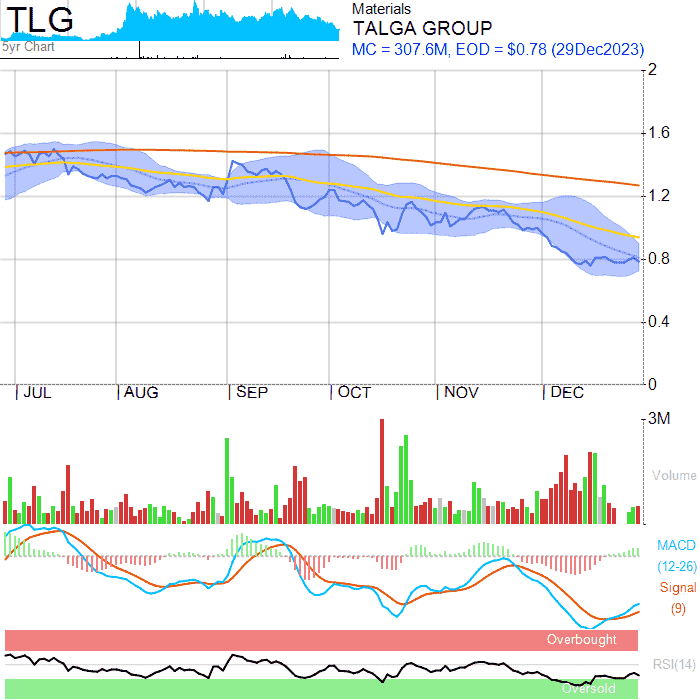 TLG
5yr Chart
Materials
TALGA GROUP
MC = 307.6M, EOD = $0.78 (29Dec2023)
2
1.6
1.2
0.8
0.4
0
JUL AUG SEP OCT NOV DEC
3M
Volume
MACD
(12-26)
Signal
(9)
Overbought
RSI(14)
Oversold